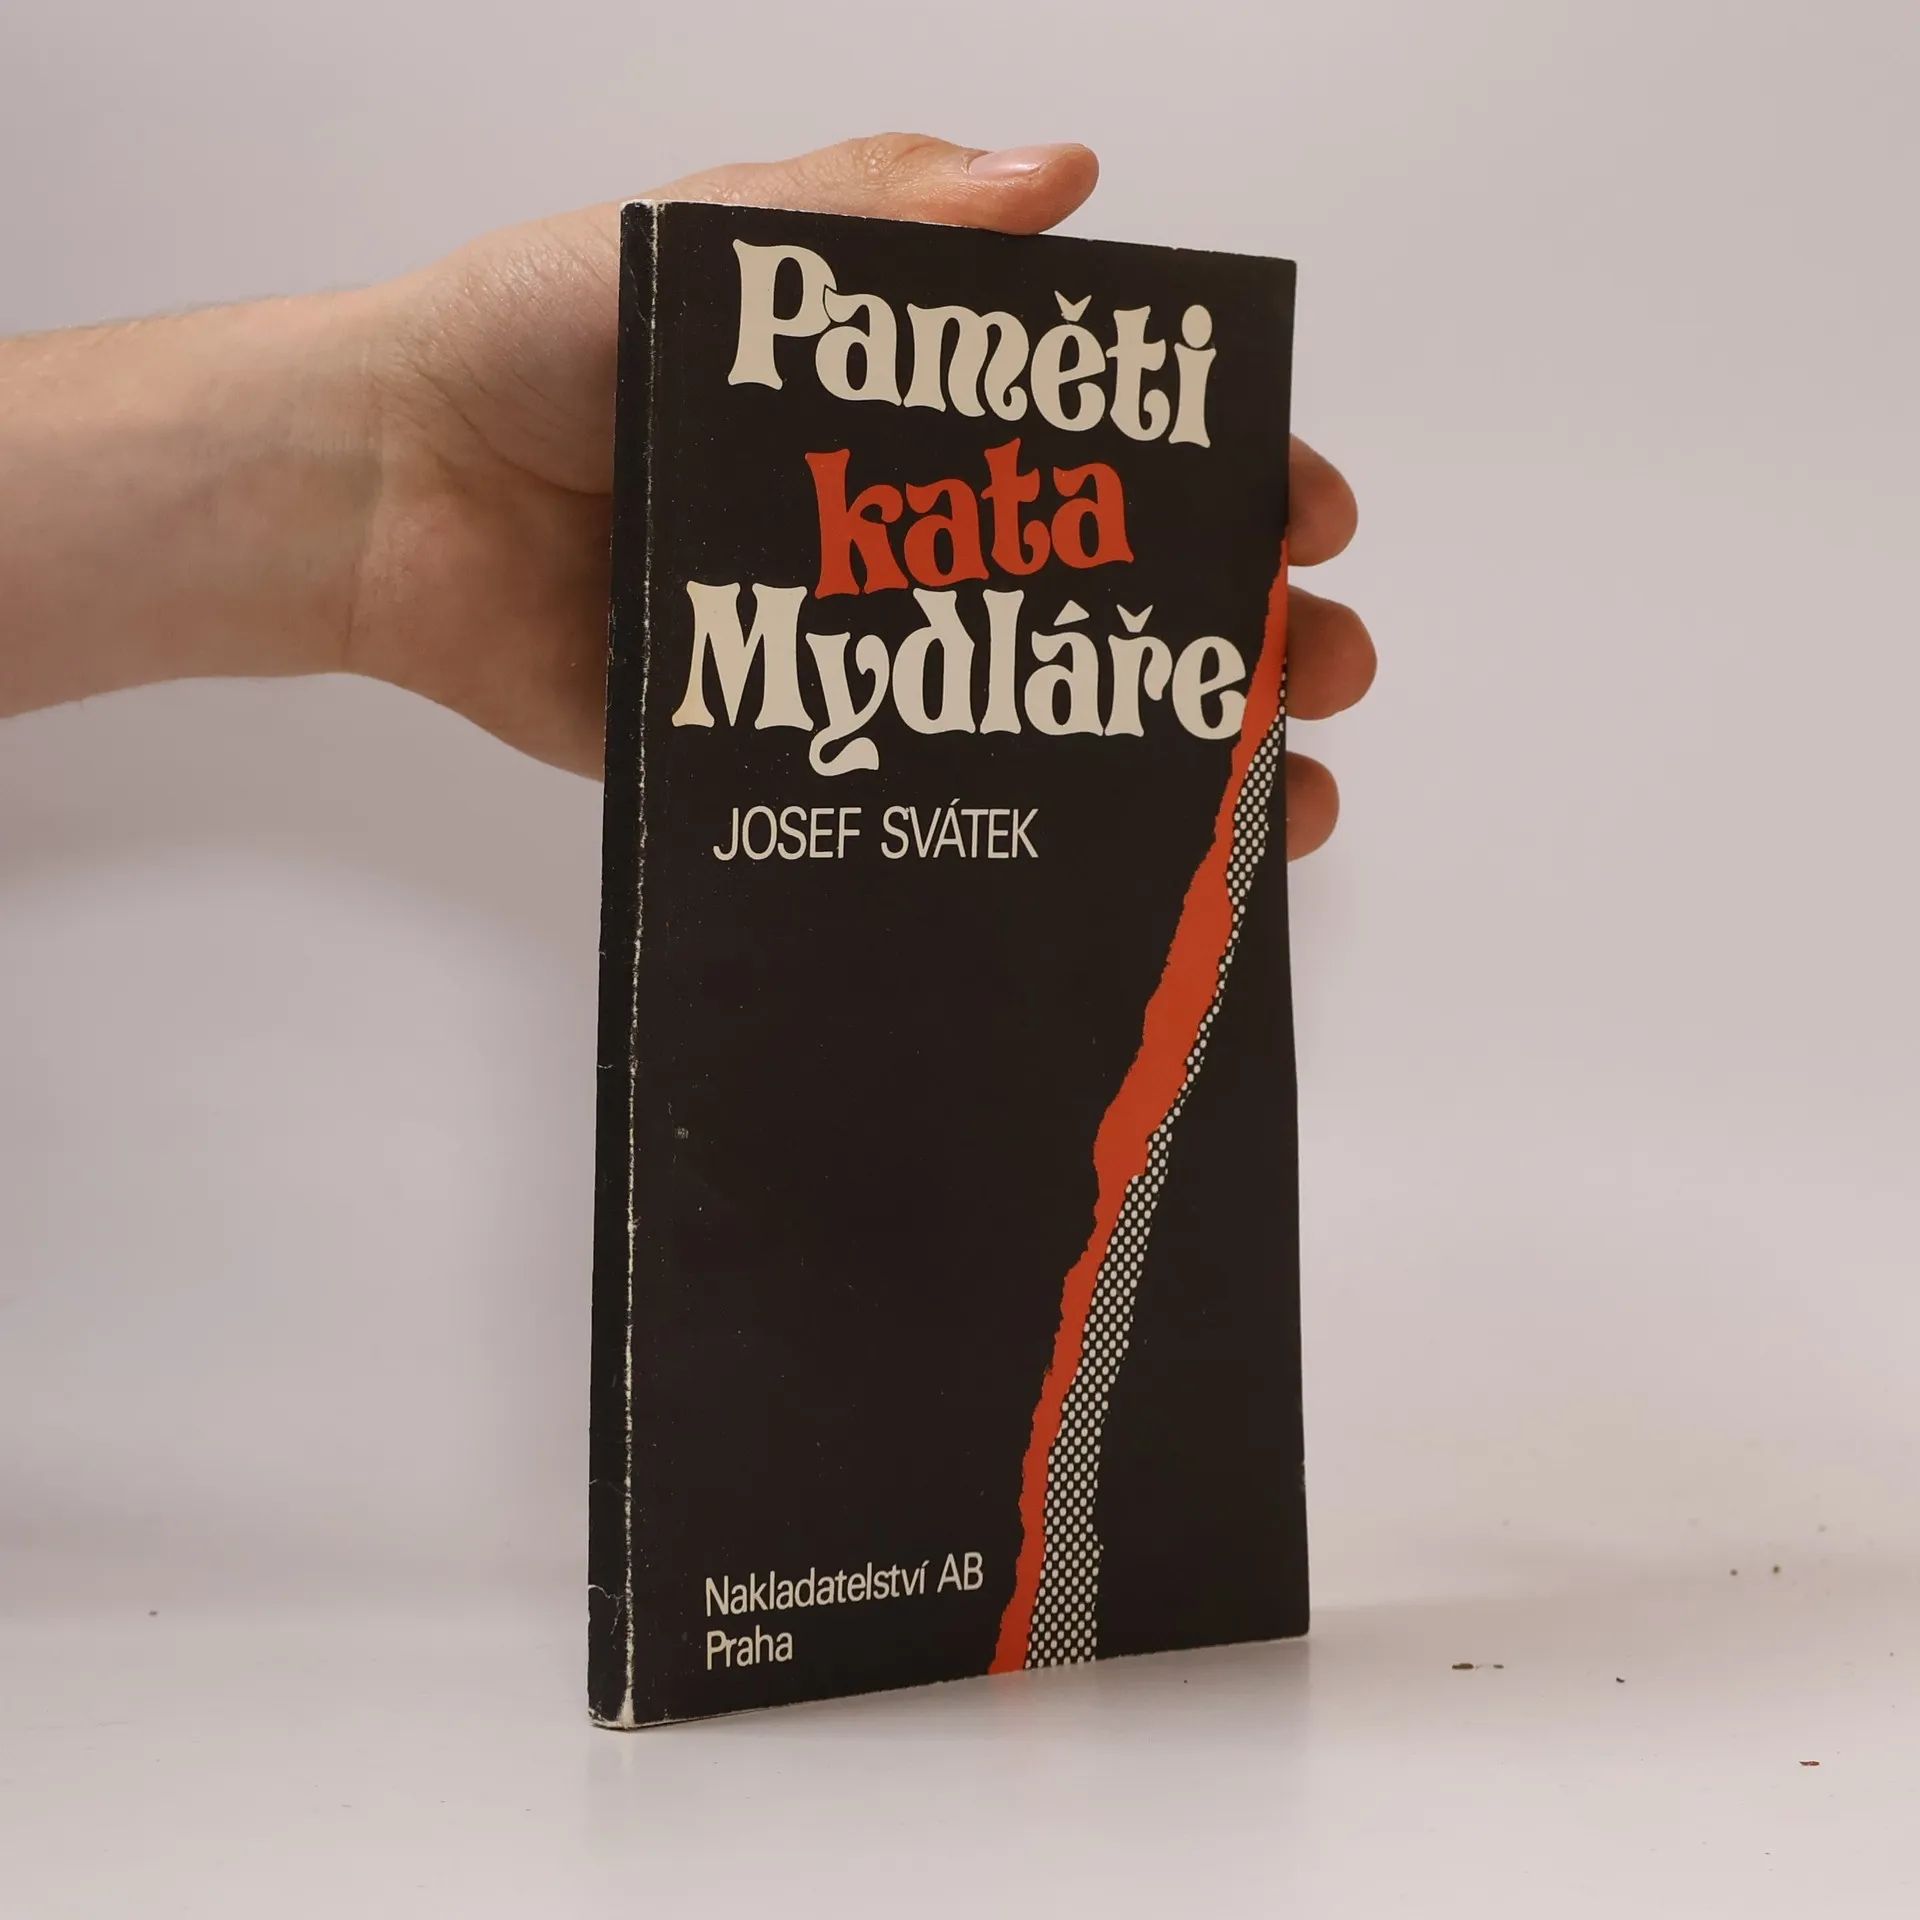 Paměti
kata
Mydláře
JOSEF SVÁTEK
Nakladatelství AB
Praha